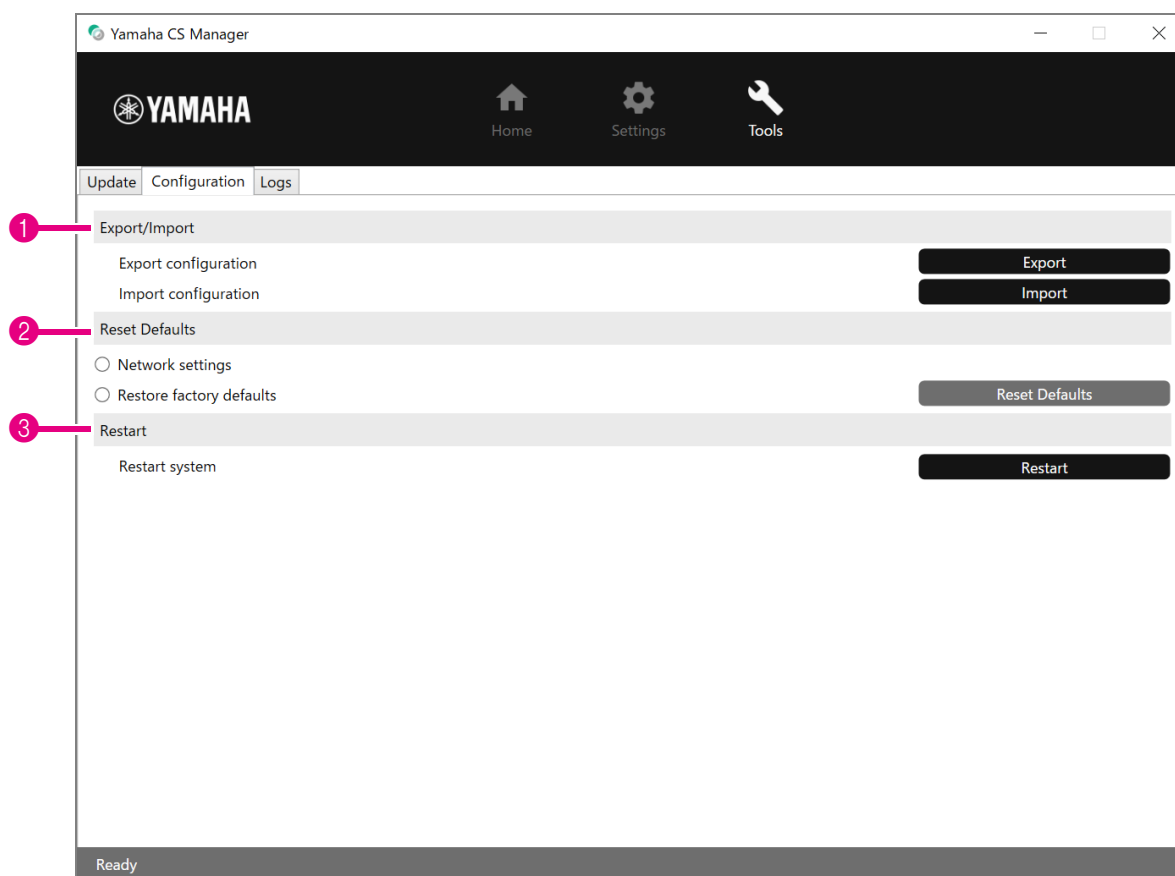 Yamaha CS Manager
YAMAHA
Home Settings Tools
Update Configuration Logs
1 Export/Import
Export configuration Export
Import configuration Import
2 Reset Defaults
Network settings
Restore factory defaults Reset Defaults
3 Restart
Restart system Restart
Ready